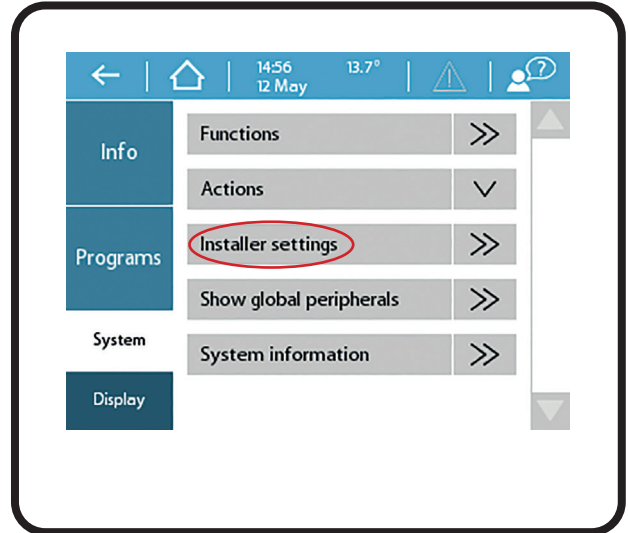 14:56 13.7°
12 May
Info
Functions
Actions
Programs
Installer settings
Show global peripherals
System
System information
Display